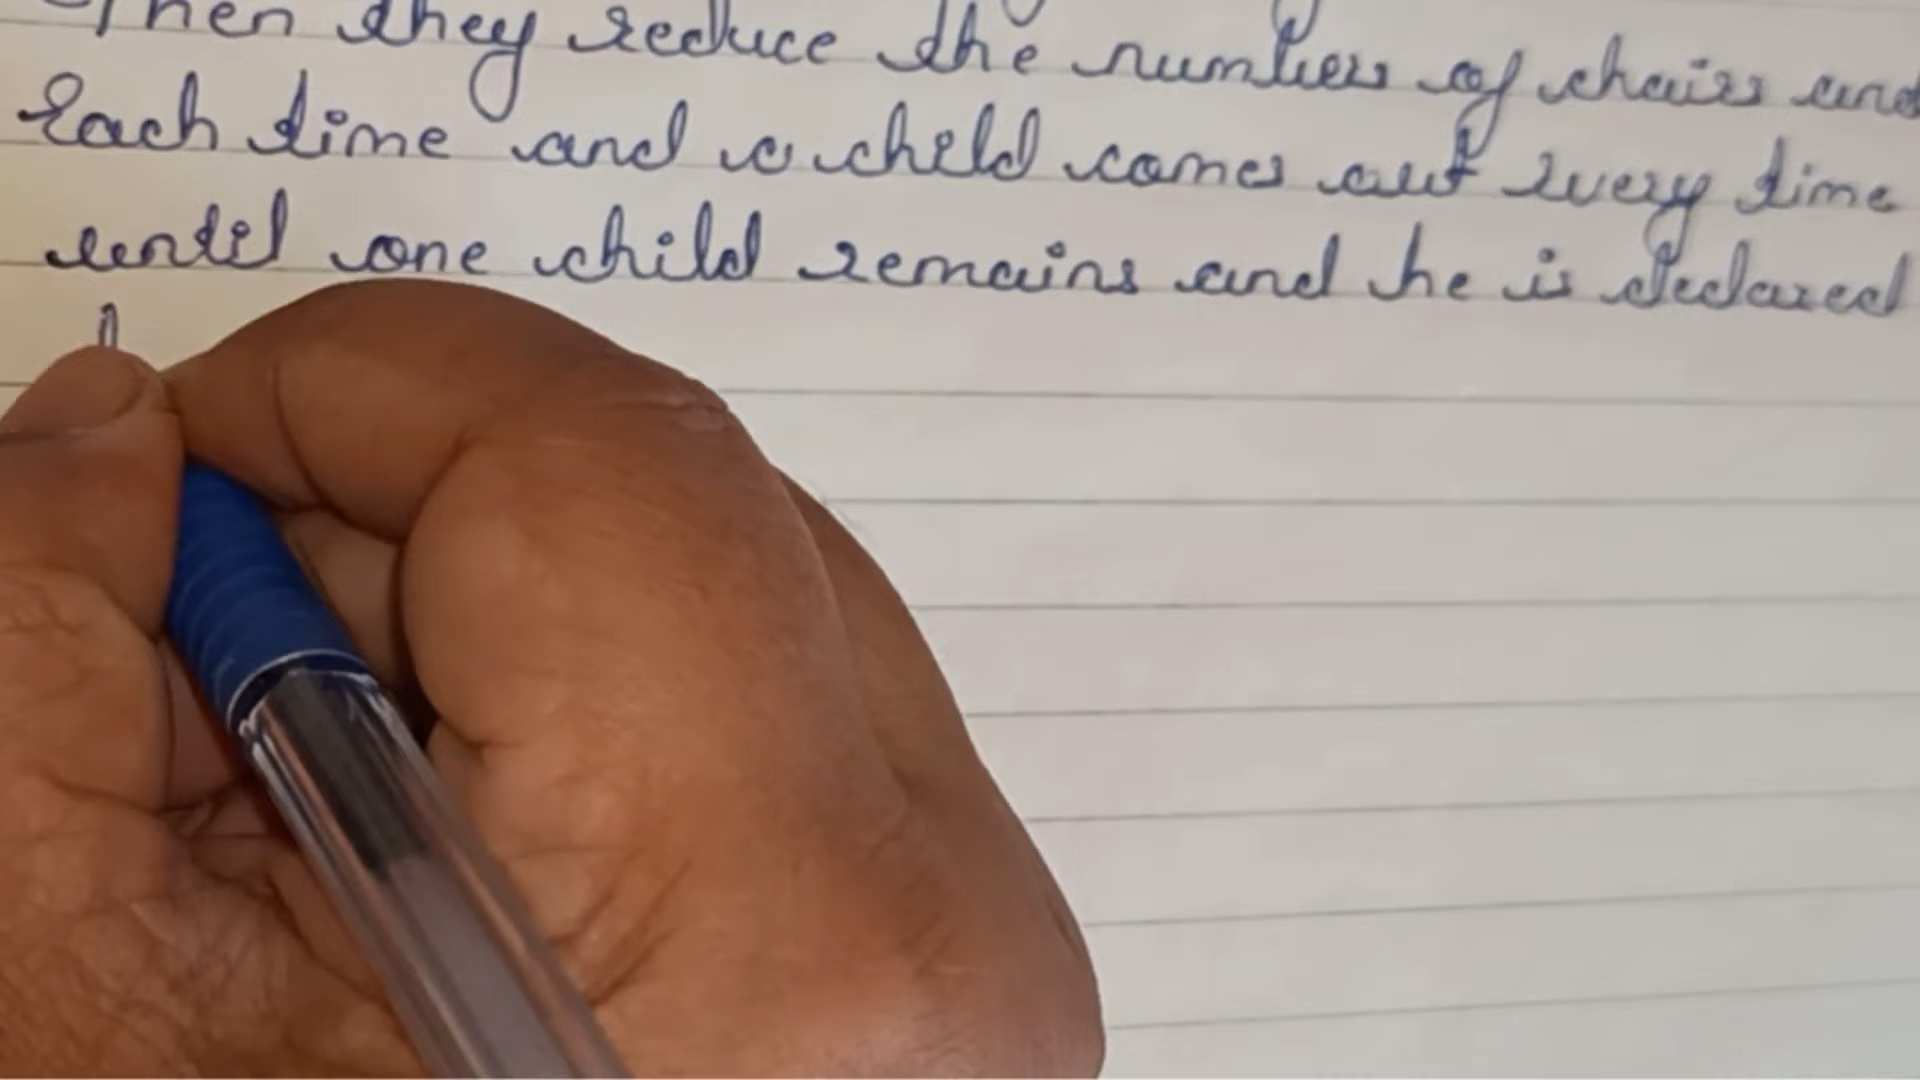 Then they reduce the numbers of chairs and
Each time and a child comes out every time
until one child remains and he is declared